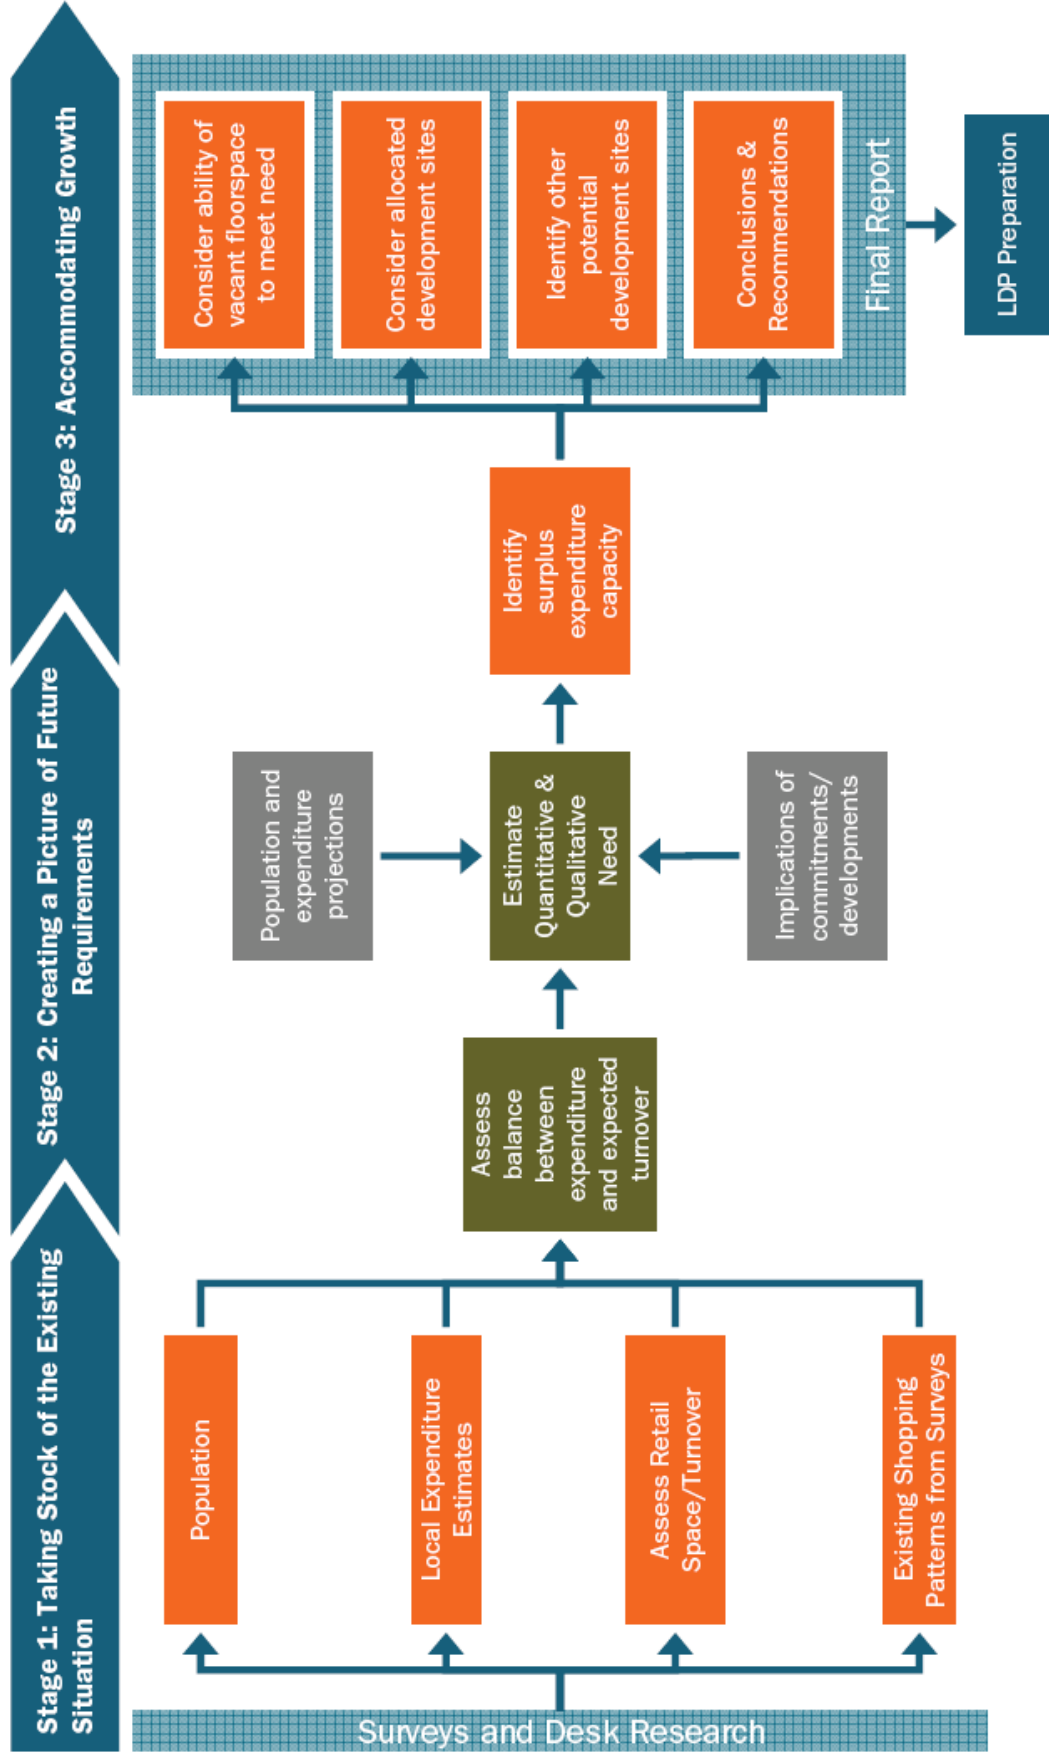 Stage 1: Taking Stock of the Existing
Situation
Stage 2: Creating a Picture of Future
Requirements
Stage 3: Accommodating Growth
Surveys and Desk Research
Population
Local Expenditure
Estimates
Assess Retail
Space/Turnover
Existing Shopping
Patterns from Surveys
Assess
balance
between
expenditure
and expected
turnover
Population and
expenditure
projections
Estimate
Quantitative &
Qualitative
Need
Implications of
commitments/
developments
Identify
surplus
expenditure
capacity
Consider ability of
vacant floorspace
to meet need
Consider allocated
development sites
Identify other
potential
development sites
Conclusions &
Recommendations
Final Report
LDP Preparation